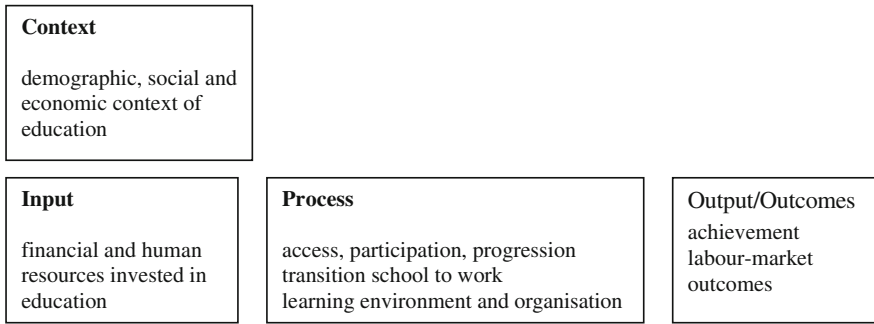 Context
demographic, social and
economic context of
education
Input
financial and human
resources invested in
education
Process
access, participation, progression
transition school to work
learning environment and organisation
Output/Outcomes
achievement
labour-market
outcomes